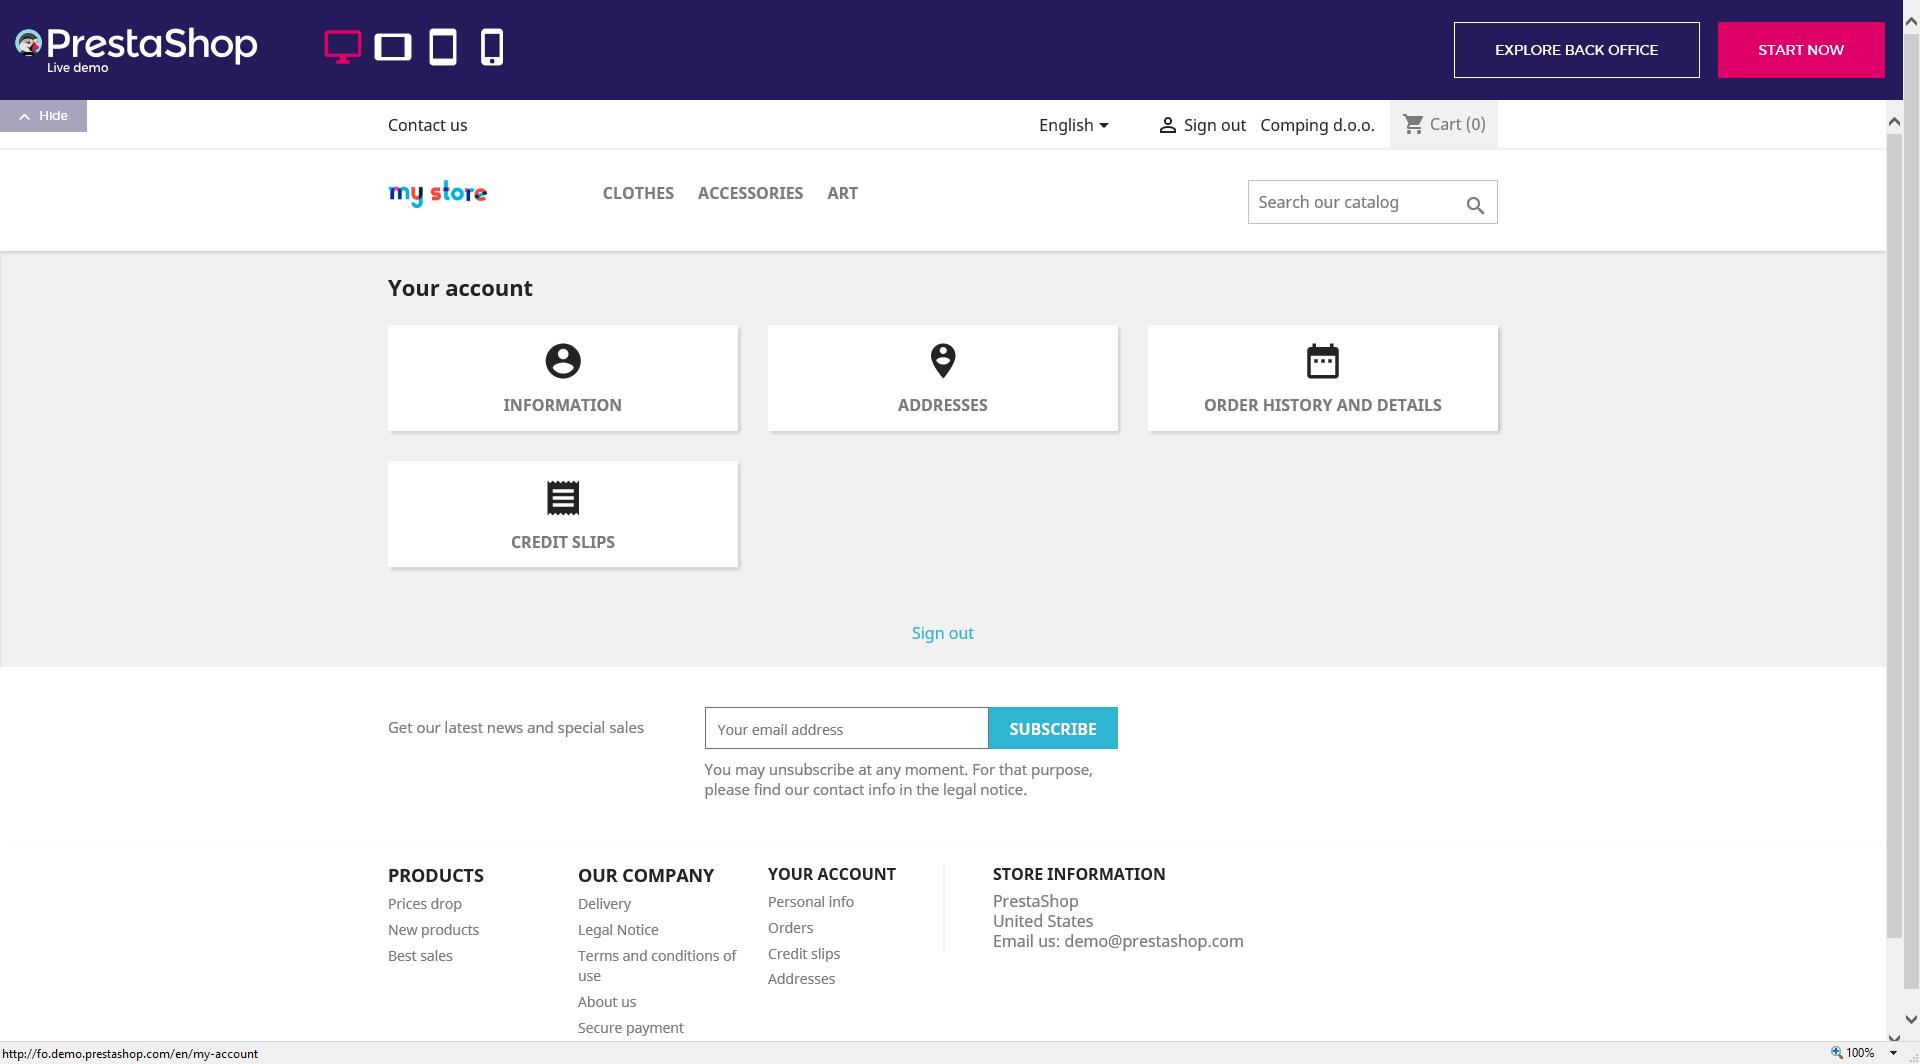 PrestaShop
Live demo
EXPLORE BACK OFFICE
START NOW
Hide
Contact us
English
Sign out
Comping d.o.o.
Cart (0)
my store
CLOTHES
ACCESSORIES
ART
Search our catalog
Your account
INFORMATION
ADDRESSES
ORDER HISTORY AND DETAILS
CREDIT SLIPS
Sign out
Get our latest news and special sales
Your email address
SUBSCRIBE
You may unsubscribe at any moment. For that purpose,
please find our contact info in the legal notice.
PRODUCTS
Prices drop
New products
Best sales
OUR COMPANY
Delivery
Legal Notice
Terms and conditions of
use
About us
Secure payment
YOUR ACCOUNT
Personal info
Orders
Credit slips
Addresses
STORE INFORMATION
PrestaShop
United States
Email us: demo@prestashop.com
http://fo.demo.prestashop.com/en/my-account
100%